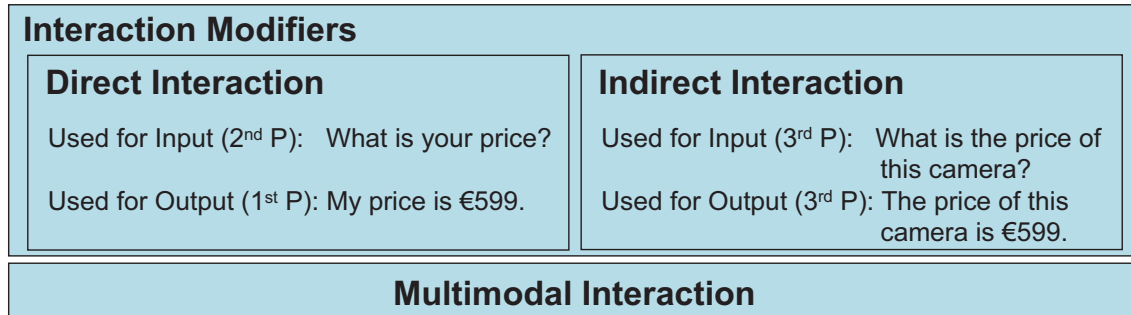 Interaction Modifiers
Direct Interaction
Used for Input (2nd P): What is your price?
Used for Output (1st P): My price is €599.
Indirect Interaction
Used for Input (3rd P): What is the price of
this camera?
Used for Output (3rd P): The price of this
camera is €599.
Multimodal Interaction